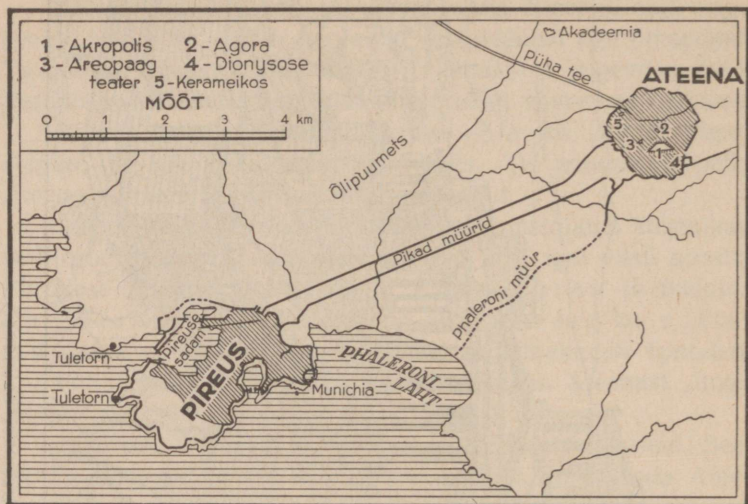 1 - Akropolis 2 - Agora
3 - Areopaag 4 - Dionysose
teater 5 - Kerameikos
MÕÕT
0 1 2 3 4 km
Akadeemia
Püha tee
ATEENA
5
2
3
1
4
Õlipuumets
Pikad müürid
Phaleroni müür
Pireuse
sadam
Tuletorn
PIREUS
PHALERONI
LAHT
Tuletorn
Munichia